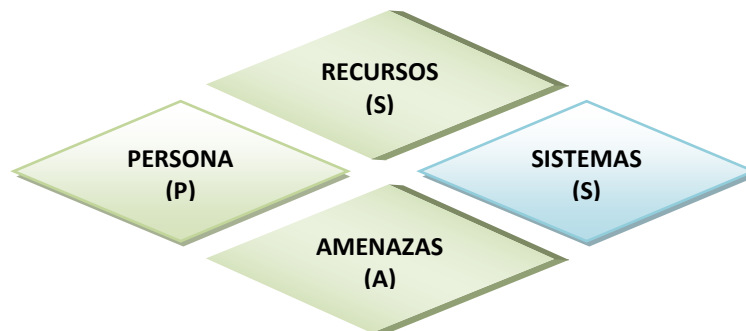 RECURSOS
(S)
PERSONA
(P)
SISTEMAS
(S)
AMENAZAS
(A)